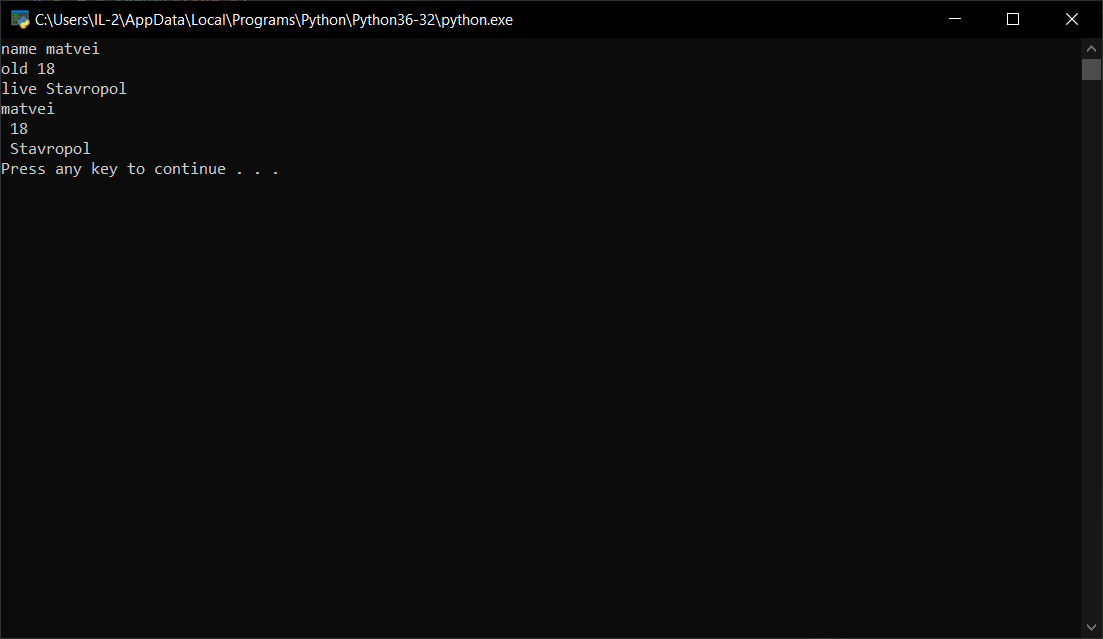 C:\Users\IL-2\AppData\Local\Programs\Python\Python36-32\python.exe
name matvei
old 18
live Stavropol
matvei
 18
 Stavropol
Press any key to continue . . .